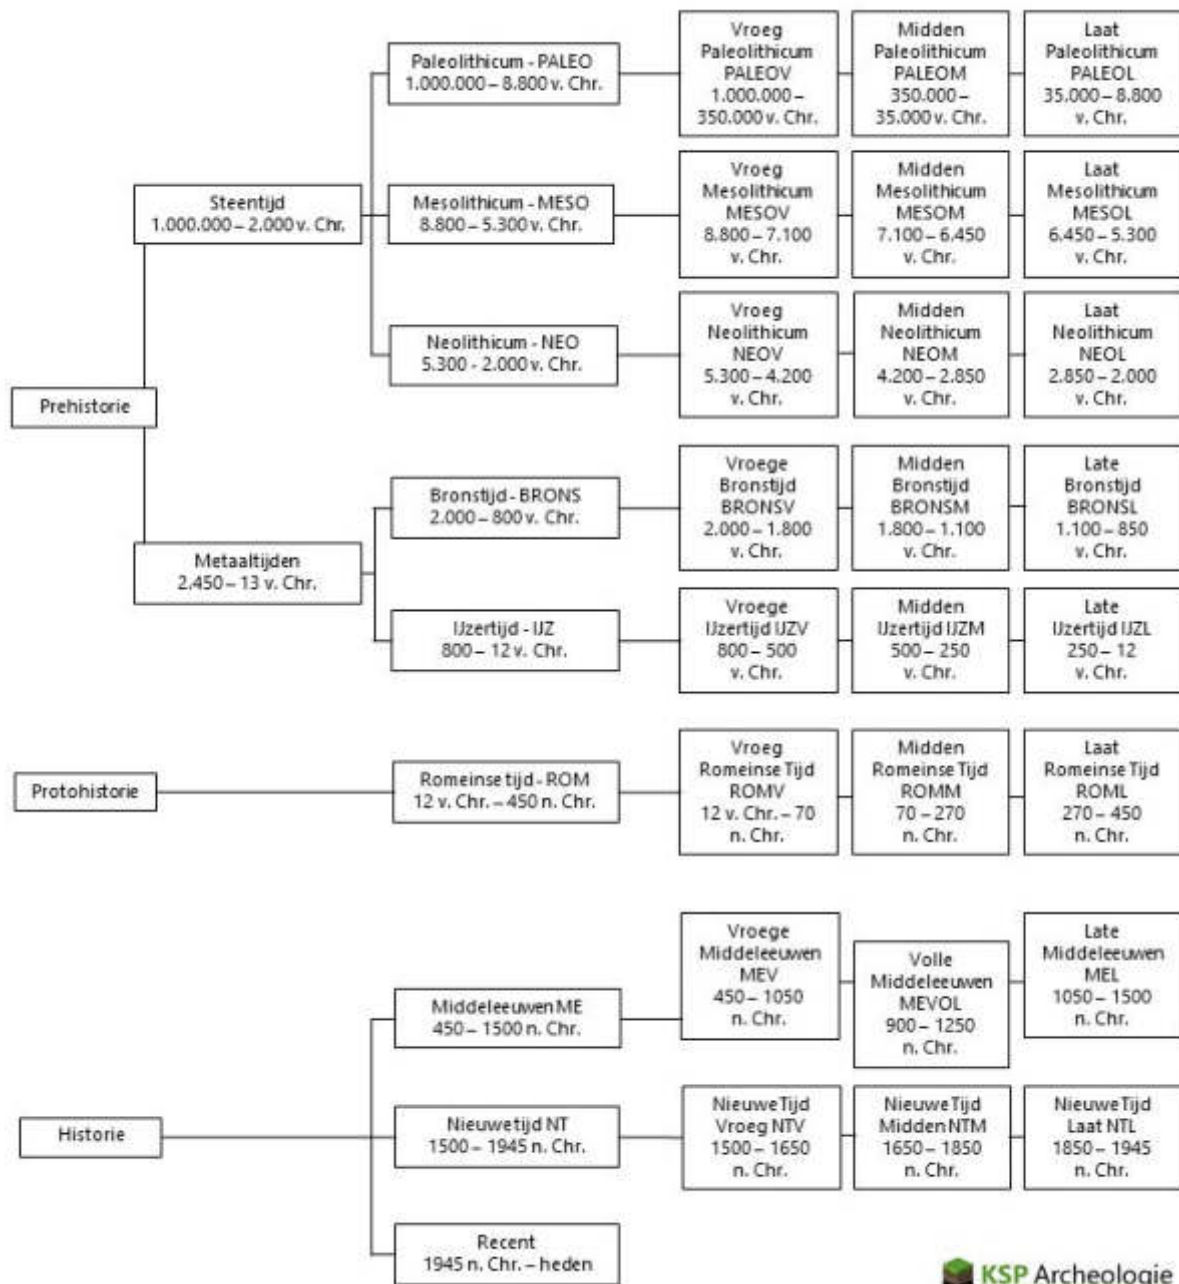 Paleolithicum - PALEO
1.000.000 – 8.800 v. Chr.
Vroeg
Paleolithicum
PALEOV
1.000.000 –
350.000 v. Chr.
Midden
Paleolithicum
PALEOM
350.000 –
35.000 v. Chr.
Laat
Paleolithicum
PALEOL
35.000 – 8.800
v. Chr.
Steentijd
1.000.000 – 2.000 v. Chr.
Mesolithicum - MESO
8.800 – 5.300 v. Chr.
Vroeg
Mesolithicum
MESOV
8.800 – 7.100
v. Chr.
Midden
Mesolithicum
MESOM
7.100 – 6.450
v. Chr.
Laat
Mesolithicum
MESOL
6.450 – 5.300
v. Chr.
Neolithicum - NEO
5.300 - 2.000 v. Chr.
Vroeg
Neolithicum
NEOV
5.300 – 4.200
v. Chr.
Midden
Neolithicum
NEOM
4.200 – 2.850
v. Chr.
Laat
Neolithicum
NEOL
2.850 – 2.000
v. Chr.
Prehistorie
Metaaltijden
2.450 – 13 v. Chr.
Bronstijd - BRONS
2.000 – 800 v. Chr.
Vroege
Bronstijd
BRONSV
2.000 – 1.800
v. Chr.
Midden
Bronstijd
BRONSM
1.800 – 1.100
v. Chr.
Late
Bronstijd
BRONSL
1.100 – 850
v. Chr.
IJzertijd - IJZ
800 – 12 v. Chr.
Vroege
IJzertijd IJZV
800 – 500
v. Chr.
Midden
IJzertijd IJZM
500 – 250
v. Chr.
Late
IJzertijd IJZL
250 – 12
v. Chr.
Protohistorie
Romeinse tijd - ROM
12 v. Chr. – 450 n. Chr.
Vroeg
Romeinse Tijd
ROMV
12 v. Chr. – 70
n. Chr.
Midden
Romeinse Tijd
ROMM
70 – 270
n. Chr.
Laat
Romeinse Tijd
ROML
270 – 450
n. Chr.
Historie
Middeleeuwen ME
450 – 1500 n. Chr.
Vroege
Middeleeuwen
MEV
450 – 1050
n. Chr.
Volle
Middeleeuwen
MEVOL
900 – 1250
n. Chr.
Late
Middeleeuwen
MEL
1050 – 1500
n. Chr.
Nieuwe tijd NT
1500 – 1945 n. Chr.
Nieuwe Tijd
Vroeg NTV
1500 – 1650
n. Chr.
Nieuwe Tijd
Midden NTM
1650 – 1850
n. Chr.
Nieuwe Tijd
Laat NTL
1850 – 1945
n. Chr.
Recent
1945 n. Chr. – heden
KSP Archeologie